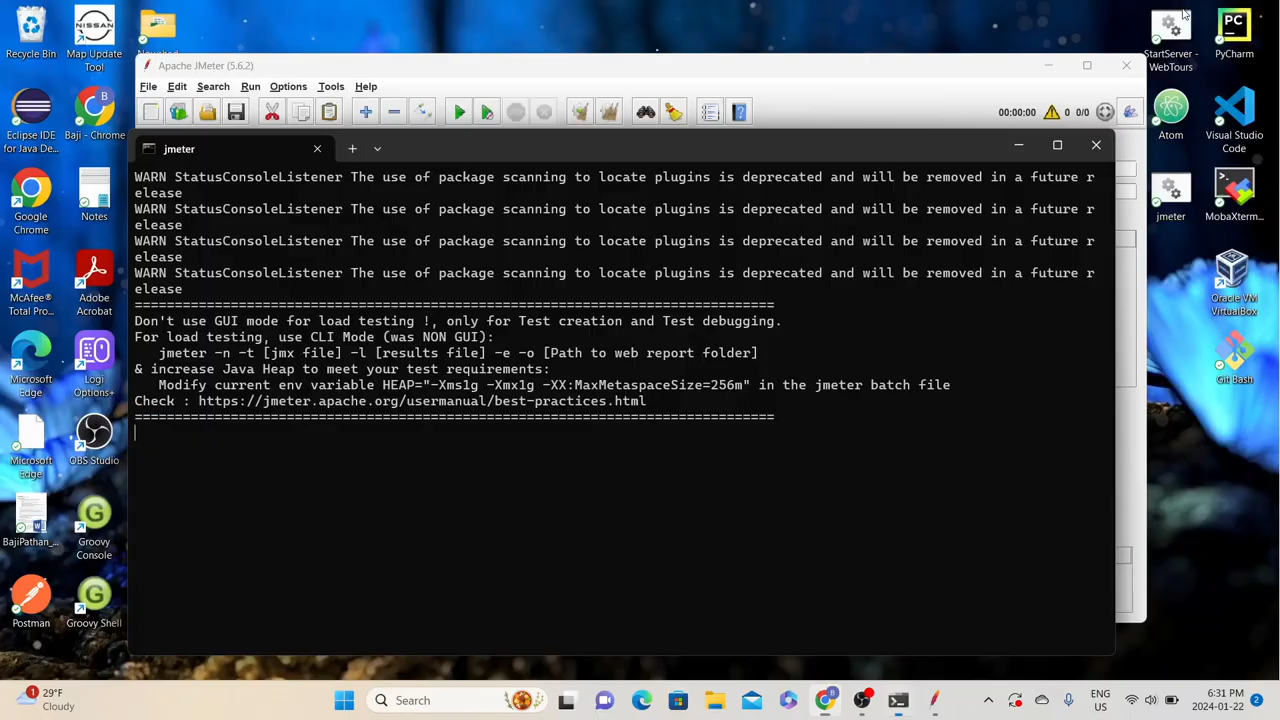 Recycle Bin
Map Update Tool
StartServer - WebTours
PyCharm
Apache JMeter (5.6.2)
File Edit Search Run Options Tools Help
00:00:00 0 0/0
Eclipse IDE for Java De...
Baji - Chrome
Atom
Visual Studio Code
jmeter
WARN StatusConsoleListener The use of package scanning to locate plugins is deprecated and will be removed in a future r
elease
WARN StatusConsoleListener The use of package scanning to locate plugins is deprecated and will be removed in a future r
elease
WARN StatusConsoleListener The use of package scanning to locate plugins is deprecated and will be removed in a future r
elease
WARN StatusConsoleListener The use of package scanning to locate plugins is deprecated and will be removed in a future r
elease
================================================================================
Don't use GUI mode for load testing !, only for Test creation and Test debugging.
For load testing, use CLI Mode (was NON GUI):
jmeter -n -t [jmx file] -l [results file] -e -o [Path to web report folder]
& increase Java Heap to meet your test requirements:
Modify current env variable HEAP="-Xms1g -Xmx1g -XX:MaxMetaspaceSize=256m" in the jmeter batch file
Check : https://jmeter.apache.org/usermanual/best-practices.html
================================================================================
Google Chrome
Notes
jmeter
MobaXterm...
McAfee® Total Pro...
Adobe Acrobat
Oracle VM VirtualBox
Microsoft Edge
Logi Options+
Git Bash
Microsoft Edge
OBS Studio
BajiPathan_...
Groovy Console
Postman
Groovy Shell
1
29°F
Cloudy
Search
ENG
US
6:31 PM
2024-01-22
2